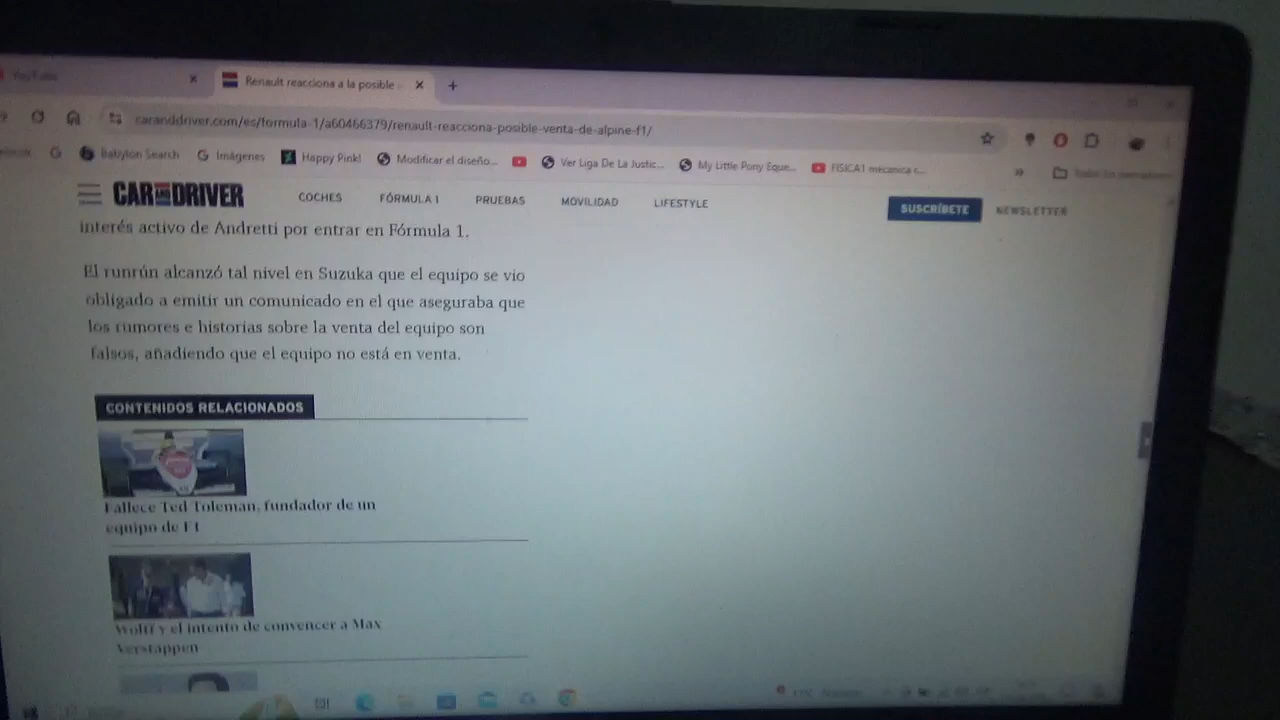 YouTube
Renault reacciona a la posible
caranddriver.com/es/formula-1/a60466379/renault-reacciona-posible-venta-de-alpine-f1/
Babylon Search
Imágenes
Happy Pink!
Modificar el diseño...
Ver Liga De La Justic...
My Little Pony Eque...
FISICA1 mecanica c...
CAR AND DRIVER
COCHES
FÓRMULA 1
PRUEBAS
MOVILIDAD
LIFESTYLE
SUSCRÍBETE
NEWSLETTER
interés activo de Andretti por entrar en Fórmula 1.
El runrún alcanzó tal nivel en Suzuka que el equipo se vio
obligado a emitir un comunicado en el que aseguraba que
los rumores e historias sobre la venta del equipo son
falsos, añadiendo que el equipo no está en venta.
CONTENIDOS RELACIONADOS
Fallece Ted Toleman, fundador de un
equipo de F1
Wolff y el intento de convencer a Max
Verstappen